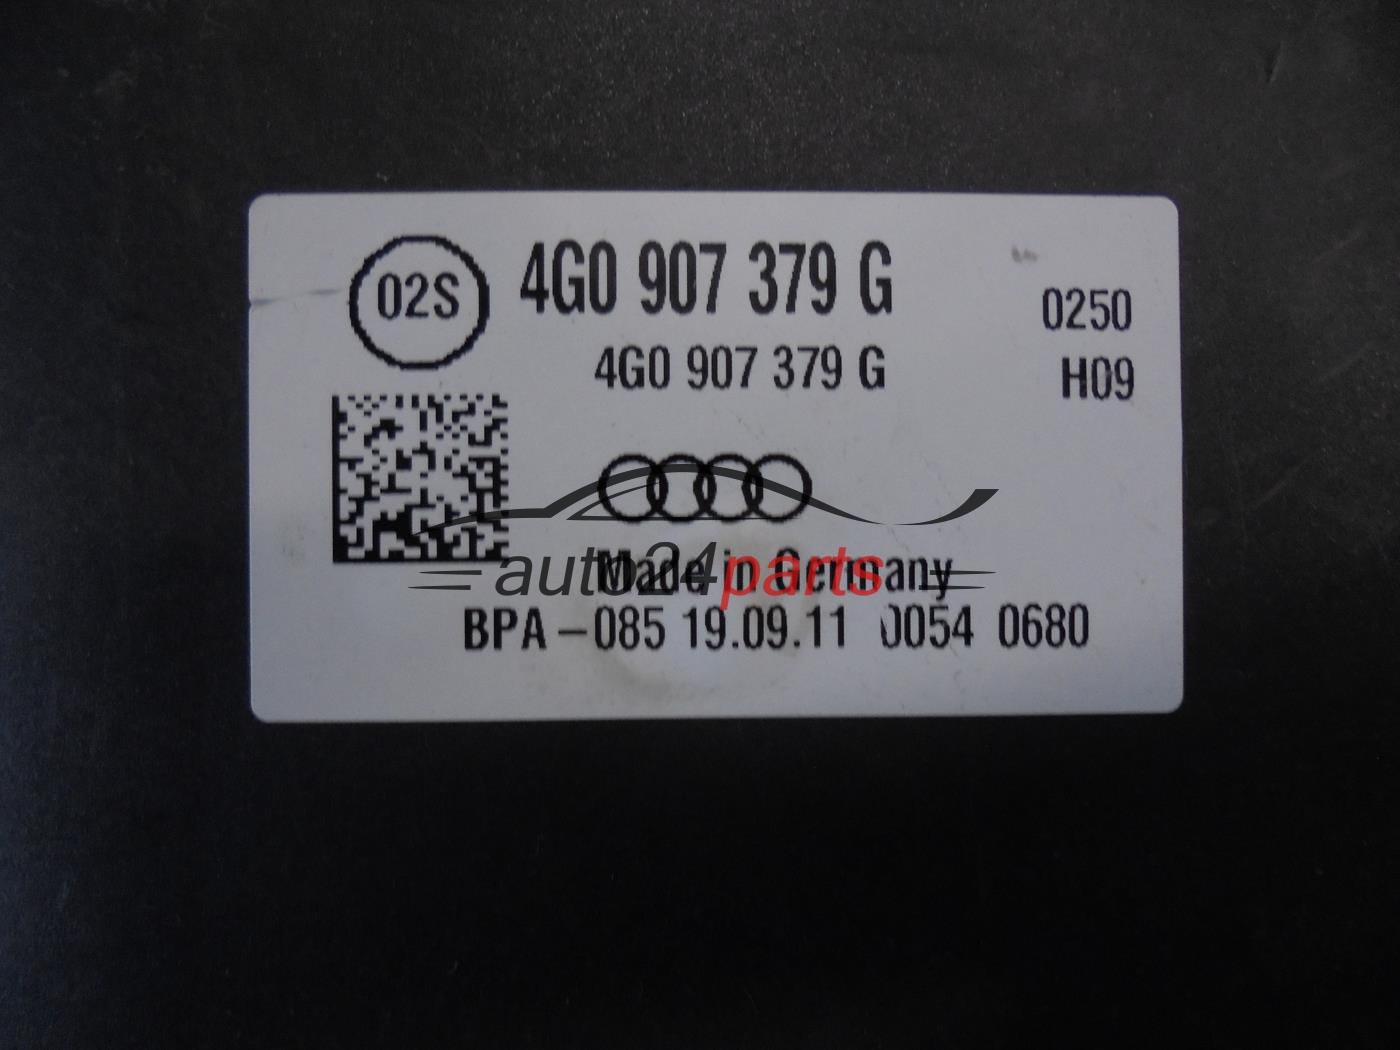 02S
4G0 907 379 G
4G0 907 379 G
0250
H09
Made in Germany
auto24parts
BPA -085 19.09.11 0054 0680